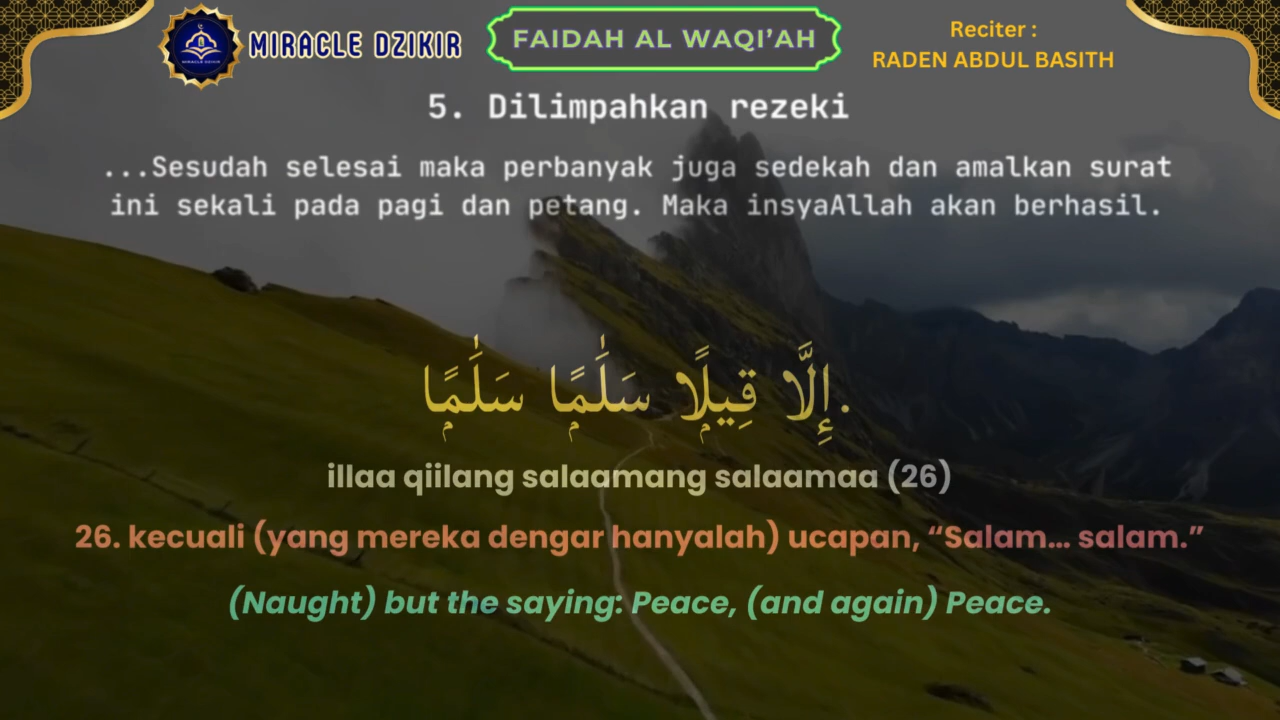 MIRACLE DZIKIR
FAIDAH AL WAQI’AH
Reciter :
RADEN ABDUL BASITH
5. Dilimpahkan rezeki
...Sesudah selesai maka perbanyak juga sedekah dan amalkan surat
ini sekali pada pagi dan petang. Maka insyaAllah akan berhasil.
إِلَّا قِيلًۭا سَلَـٰمًۭا سَلَـٰمًۭا.
illaa qiilang salaamang salaamaa (26)
26. kecuali (yang mereka dengar hanyalah) ucapan, “Salam... salam.”
(Naught) but the saying: Peace, (and again) Peace.